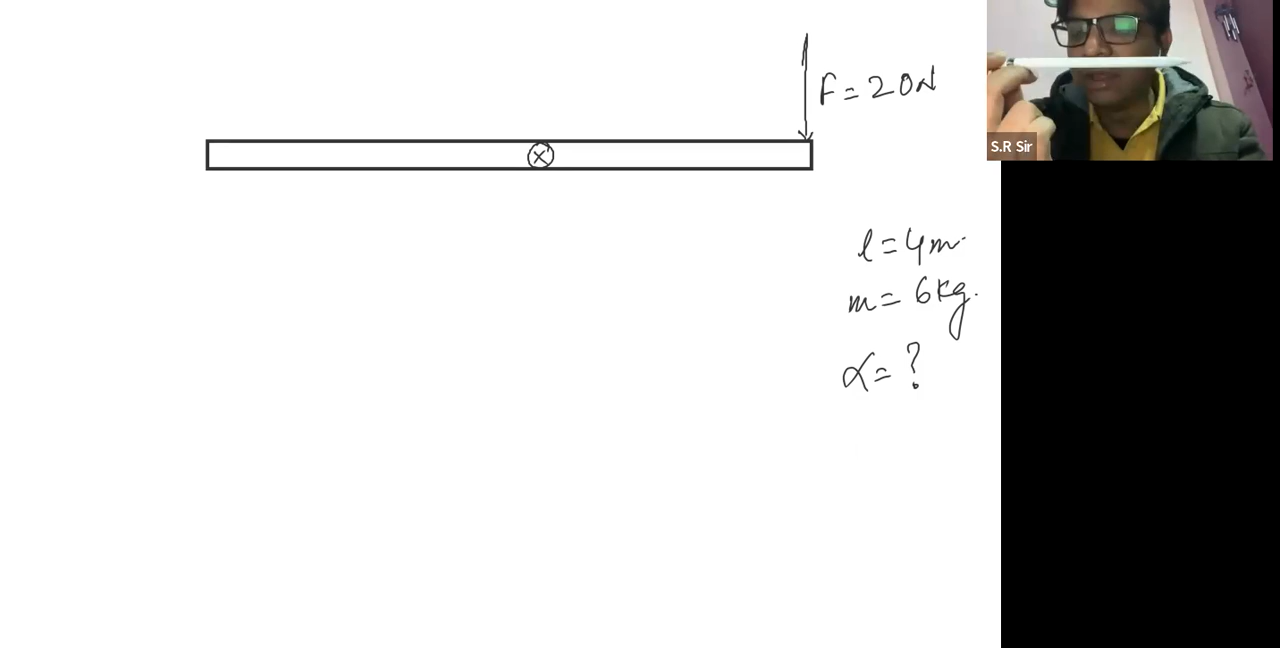 F = 20N
S.R Sir
l = 4m.
m = 6kg.
α = ?